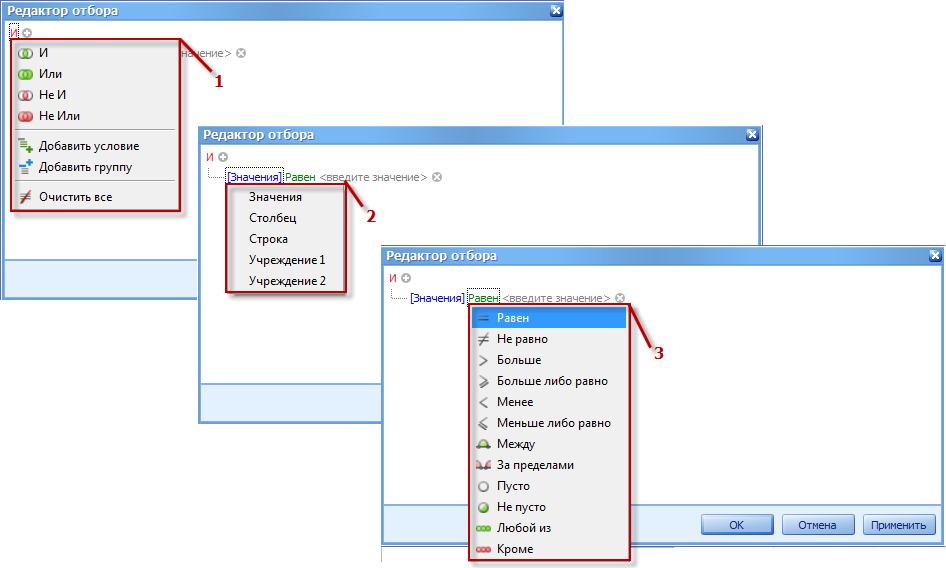 Редактор отбора
И
начение>
И
Или
Не И
Не Или
Добавить условие
Добавить группу
Очистить все
1
Редактор отбора
И
[Значения] Равен <введите значение>
Значения
Столбец
Строка
Учреждение 1
Учреждение 2
2
Редактор отбора
И
[Значения] Равен <введите значение>
Равен
Не равно
Больше
Больше либо равно
Менее
Меньше либо равно
Между
За пределами
Пусто
Не пусто
Любой из
Кроме
3
ОК Отмена Применить